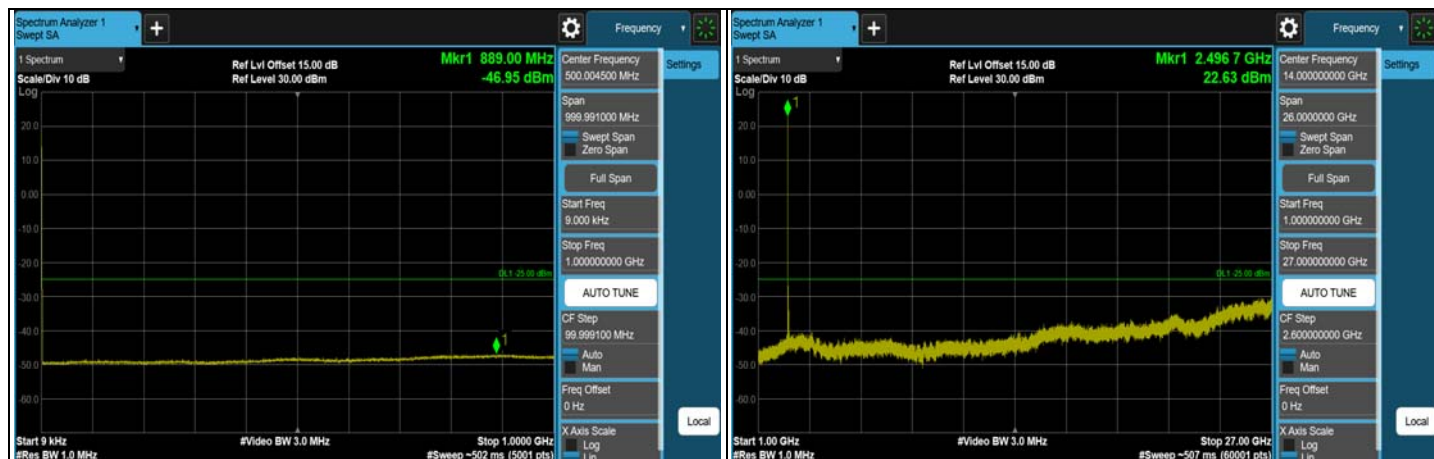 Spectrum Analyzer 1
Swept SA
+
Frequency
1 Spectrum
Scale/Div 10 dB
Ref Lvl Offset 15.00 dB
Ref Level 30.00 dBm
Mkr1 889.00 MHz
-46.95 dBm
Log
20.0
10.0
0.00
-10.0
-20.0
-30.0
-40.0
-50.0
-60.0
DL1 -25.00 dBm
1
Start 9 kHz
#Res BW 1.0 MHz
#Video BW 3.0 MHz
Stop 1.0000 GHz
#Sweep ~502 ms (5001 pts)
Center Frequency
500.004500 MHz
Settings
Span
999.991000 MHz
Swept Span
Zero Span
Full Span
Start Freq
9.000 kHz
Stop Freq
1.000000000 GHz
AUTO TUNE
CF Step
99.999100 MHz
Auto
Man
Freq Offset
0 Hz
X Axis Scale
Log
Lin
Local
Spectrum Analyzer 1
Swept SA
+
Frequency
1 Spectrum
Scale/Div 10 dB
Ref Lvl Offset 15.00 dB
Ref Level 30.00 dBm
Mkr1 2.496 7 GHz
22.63 dBm
Log
1
20.0
10.0
0.00
-10.0
-20.0
-30.0
-40.0
-50.0
-60.0
DL1 -25.00 dBm
Start 1.00 GHz
#Res BW 1.0 MHz
#Video BW 3.0 MHz
Stop 27.00 GHz
#Sweep ~507 ms (60001 pts)
Center Frequency
14.000000000 GHz
Settings
Span
26.0000000 GHz
Swept Span
Zero Span
Full Span
Start Freq
1.000000000 GHz
Stop Freq
27.000000000 GHz
AUTO TUNE
CF Step
2.600000000 GHz
Auto
Man
Freq Offset
0 Hz
X Axis Scale
Log
Lin
Local